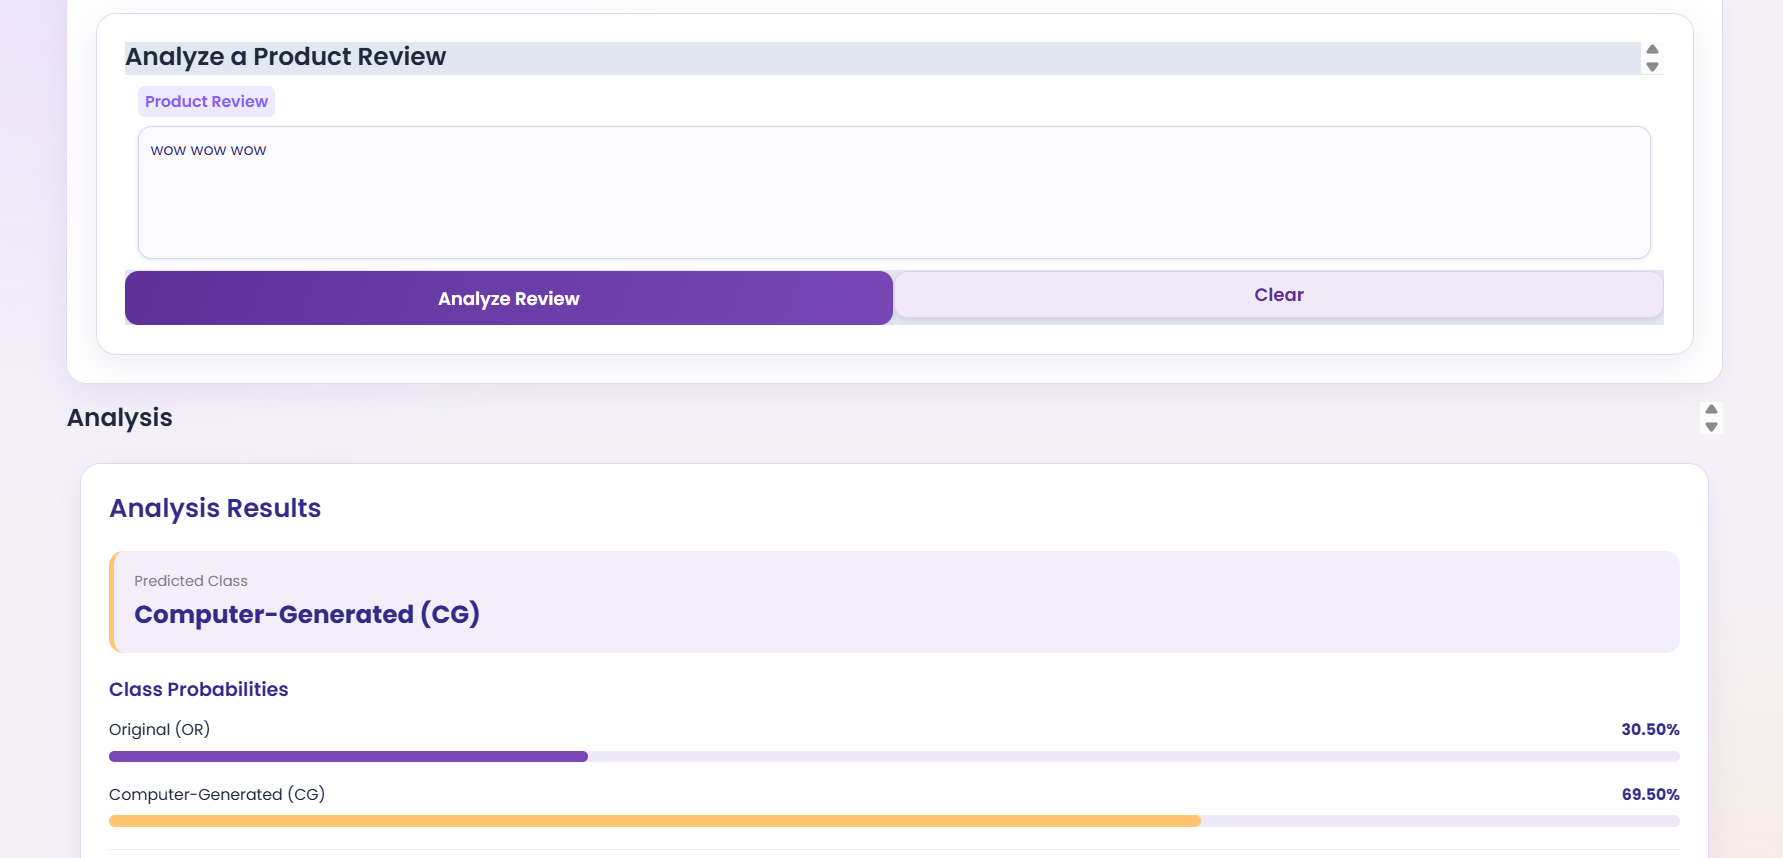 Analyze a Product Review
Product Review
wow wow wow
Analyze Review
Clear
Analysis
Analysis Results
Predicted Class
Computer-Generated (CG)
Class Probabilities
Original (OR) 30.50%
Computer-Generated (CG) 69.50%